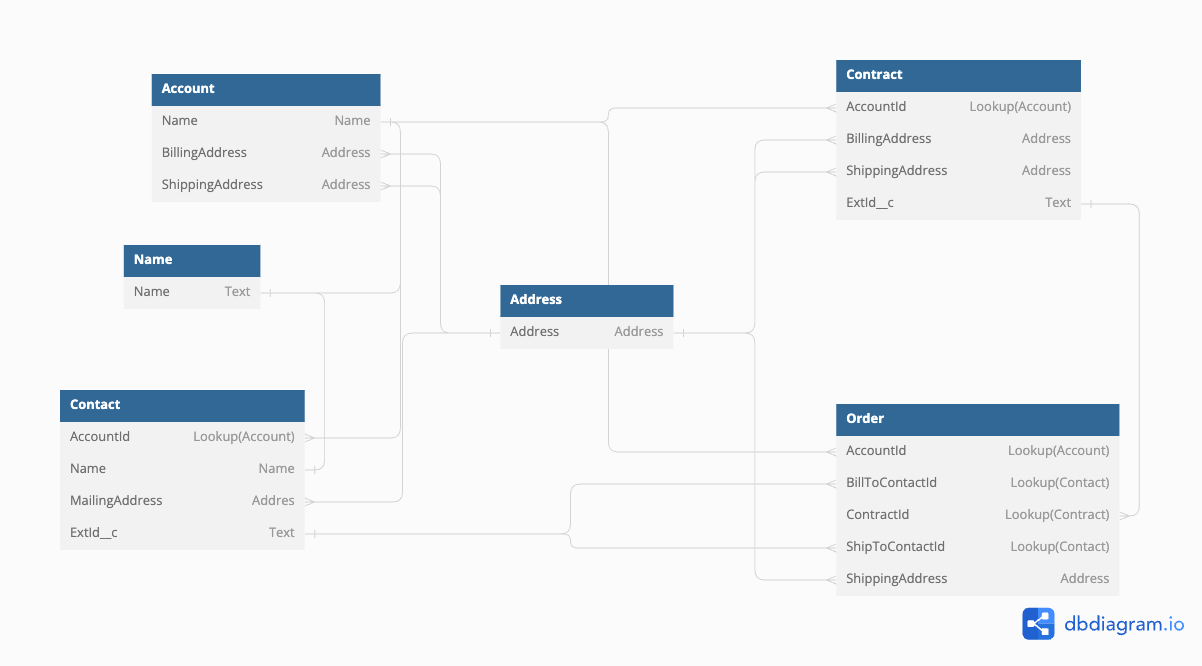 Account
Name Name
BillingAddress Address
ShippingAddress Address
Name
Name Text
Contact
AccountId Lookup(Account)
Name Name
MailingAddress Addres
ExtId__c Text
Address
Address Address
Contract
AccountId Lookup(Account)
BillingAddress Address
ShippingAddress Address
ExtId__c Text
Order
AccountId Lookup(Account)
BillToContactId Lookup(Contact)
ContractId Lookup(Contract)
ShipToContactId Lookup(Contact)
ShippingAddress Address
dbdiagram.io